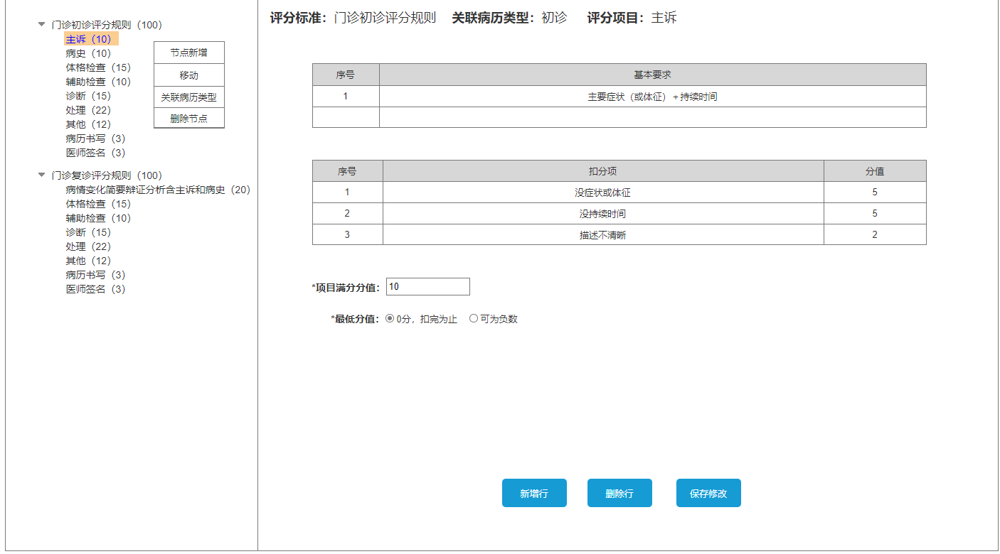 门诊初诊评分规则（100）
主诉（10）
病史（10）
体格检查（15）
辅助检查（10）
诊断（15）
处理（22）
其他（12）
病历书写（3）
医师签名（3）
节点新增
移动
关联病历类型
删除节点
门诊复诊评分规则（100）
病情变化简要辩证分析含主诉和病史（20）
体格检查（15）
辅助检查（10）
诊断（15）
处理（22）
其他（12）
病历书写（3）
医师签名（3）
评分标准：门诊初诊评分规则 关联病历类型：初诊 评分项目：主诉
序号 基本要求
1 主要症状（或体征）+持续时间
序号 扣分项 分值
1 没症状或体征 5
2 没持续时间 5
3 描述不清晰 2
*项目满分分值： 10
*最低分值： 0分，扣完为止 可为负数
新增行 删除行 保存修改